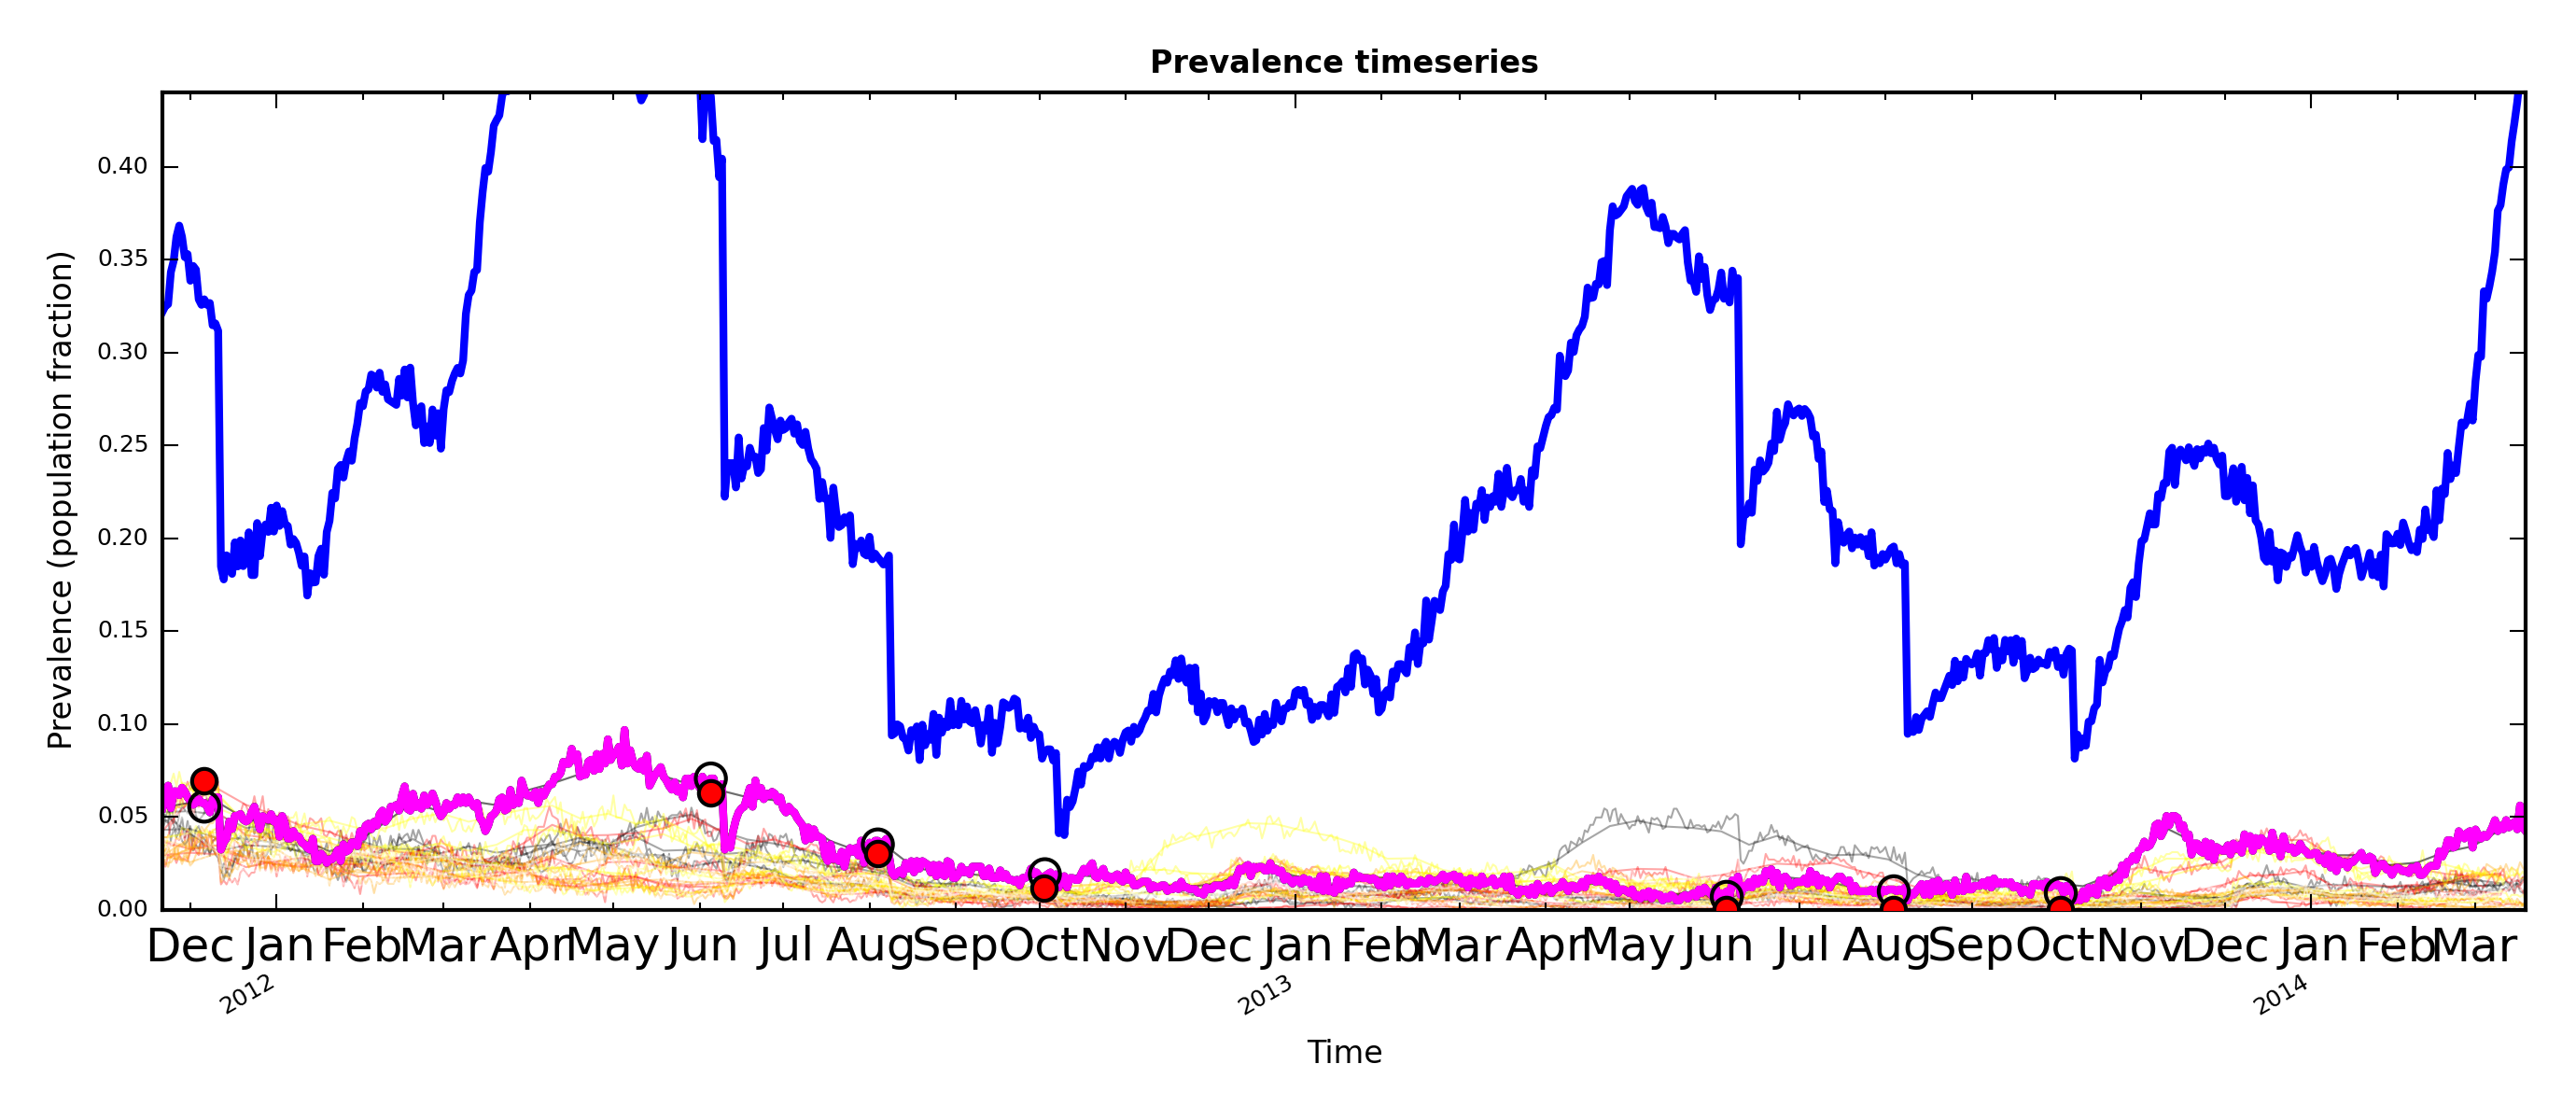 Prevalence timeseries
Prevalence (population fraction)
0.40
0.35
0.30
0.25
0.20
0.15
0.10
0.05
0.00
Dec Jan Feb Mar Apr May Jun Jul Aug Sep Oct Nov Dec Jan Feb Mar Apr May Jun Jul Aug Sep Oct Nov Dec Jan Feb Mar
2012 2013 2014
Time